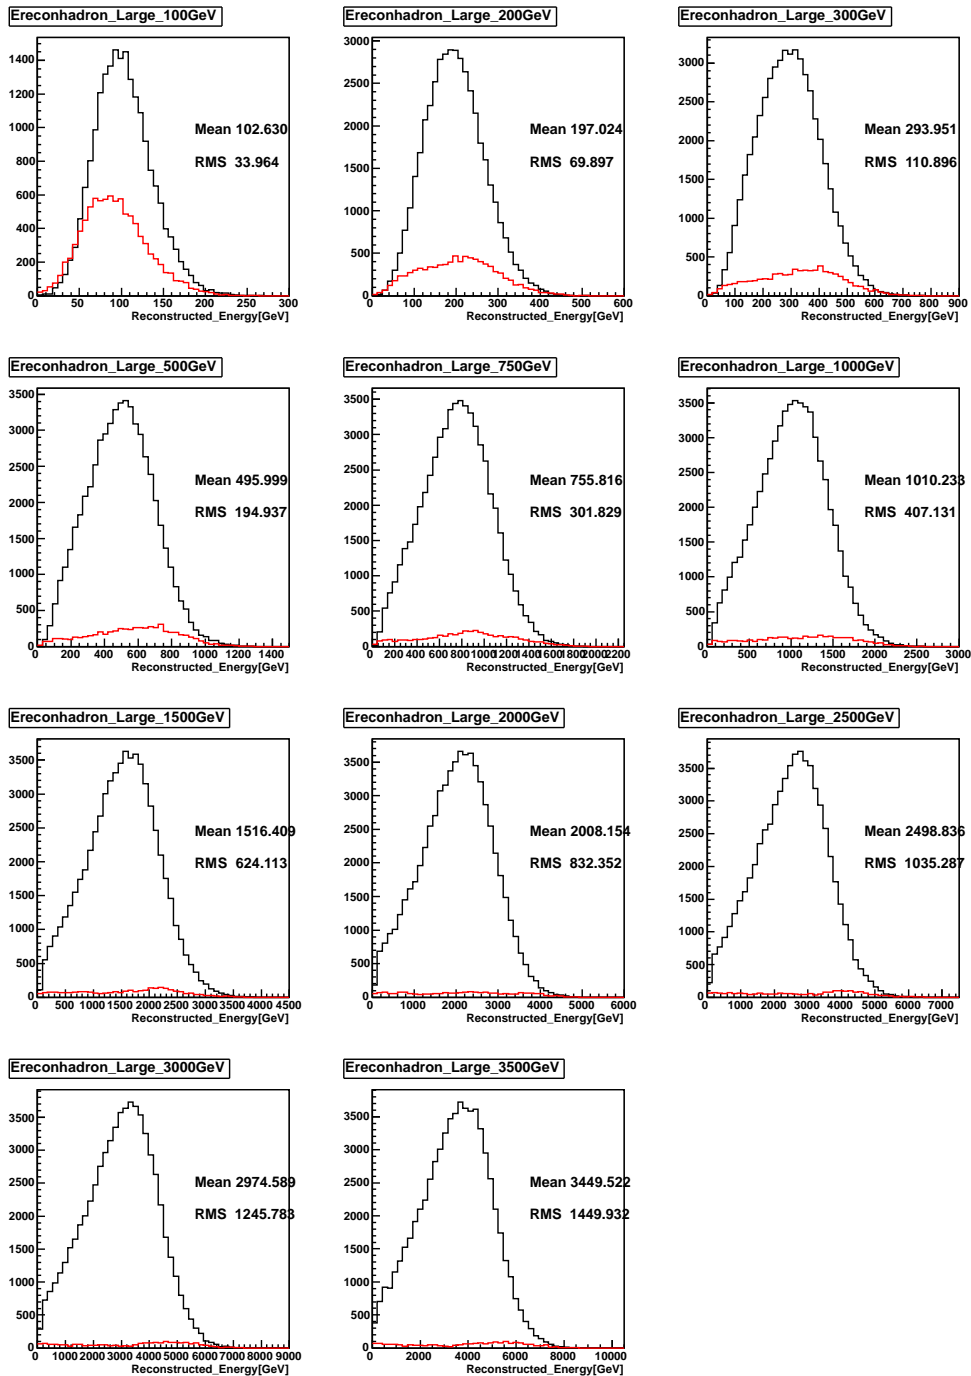 Ereconhadron_Large_100GeV
1400
1200
1000
800
600
400
200
0 50 100 150 200 250 300
Mean 102.630
RMS 33.964
Reconstructed_Energy[GeV]
Ereconhadron_Large_200GeV
3000
2500
2000
1500
1000
500
0
0 100 200 300 400 500 600
Mean 197.024
RMS 69.897
Reconstructed_Energy[GeV]
Ereconhadron_Large_300GeV
3000
2500
2000
1500
1000
500
0
0 100 200 300 400 500 600 700 800 900
Mean 293.951
RMS 110.896
Reconstructed_Energy[GeV]
Ereconhadron_Large_500GeV
3500
3000
2500
2000
1500
1000
500
0
0 200 400 600 800 1000 1200 1400
Mean 495.999
RMS 194.937
Reconstructed_Energy[GeV]
Ereconhadron_Large_750GeV
3500
3000
2500
2000
1500
1000
500
0
0 200 400 600 800 1000 1200 1400 1600 1800 2000 2200
Mean 755.816
RMS 301.829
Reconstructed_Energy[GeV]
Ereconhadron_Large_1000GeV
3500
3000
2500
2000
1500
1000
500
0
0 500 1000 1500 2000 2500 3000
Mean 1010.233
RMS 407.131
Reconstructed_Energy[GeV]
Ereconhadron_Large_1500GeV
3500
3000
2500
2000
1500
1000
500
0
0 500 1000 1500 2000 2500 3000 3500 4000 4500
Mean 1516.409
RMS 624.113
Reconstructed_Energy[GeV]
Ereconhadron_Large_2000GeV
3500
3000
2500
2000
1500
1000
500
0
0 1000 2000 3000 4000 5000 6000
Mean 2008.154
RMS 832.352
Reconstructed_Energy[GeV]
Ereconhadron_Large_2500GeV
3500
3000
2500
2000
1500
1000
500
0
0 1000 2000 3000 4000 5000 6000 7000
Mean 2498.836
RMS 1035.287
Reconstructed_Energy[GeV]
Ereconhadron_Large_3000GeV
3500
3000
2500
2000
1500
1000
500
0
0 1000 2000 3000 4000 5000 6000 7000 8000 9000
Mean 2974.589
RMS 1245.783
Reconstructed_Energy[GeV]
Ereconhadron_Large_3500GeV
3500
3000
2500
2000
1500
1000
500
0
0 2000 4000 6000 8000 10000
Mean 3449.522
RMS 1449.932
Reconstructed_Energy[GeV]